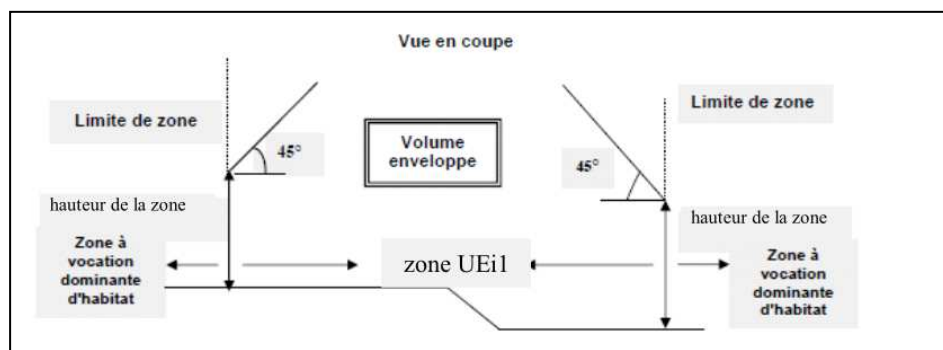 Vue en coupe
Limite de zone
Limite de zone
45°
Volume
enveloppe
45°
hauteur de la zone
hauteur de la zone
Zone à
vocation
dominante
d'habitat
zone UEi1
Zone à
vocation
dominante
d'habitat